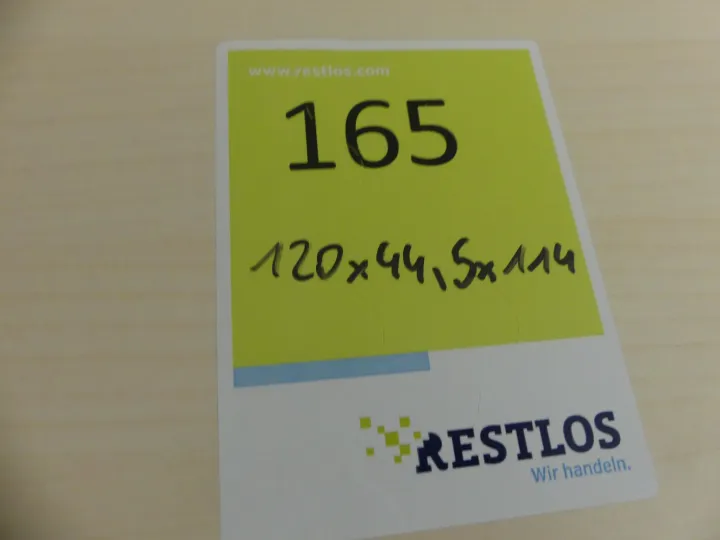 www.restlos.com
165
120x44,5x114
RESTLOS
Wir handeln.